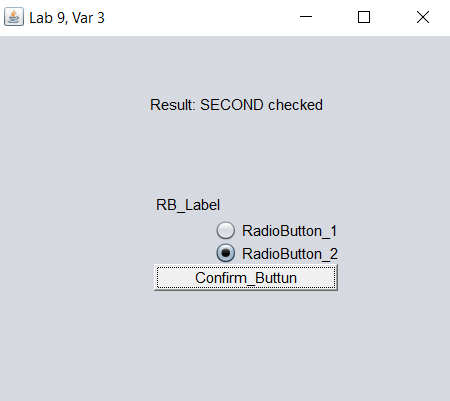 Lab 9, Var 3
Result: SECOND checked
RB_Label
RadioButton_1
RadioButton_2
Confirm_Buttun